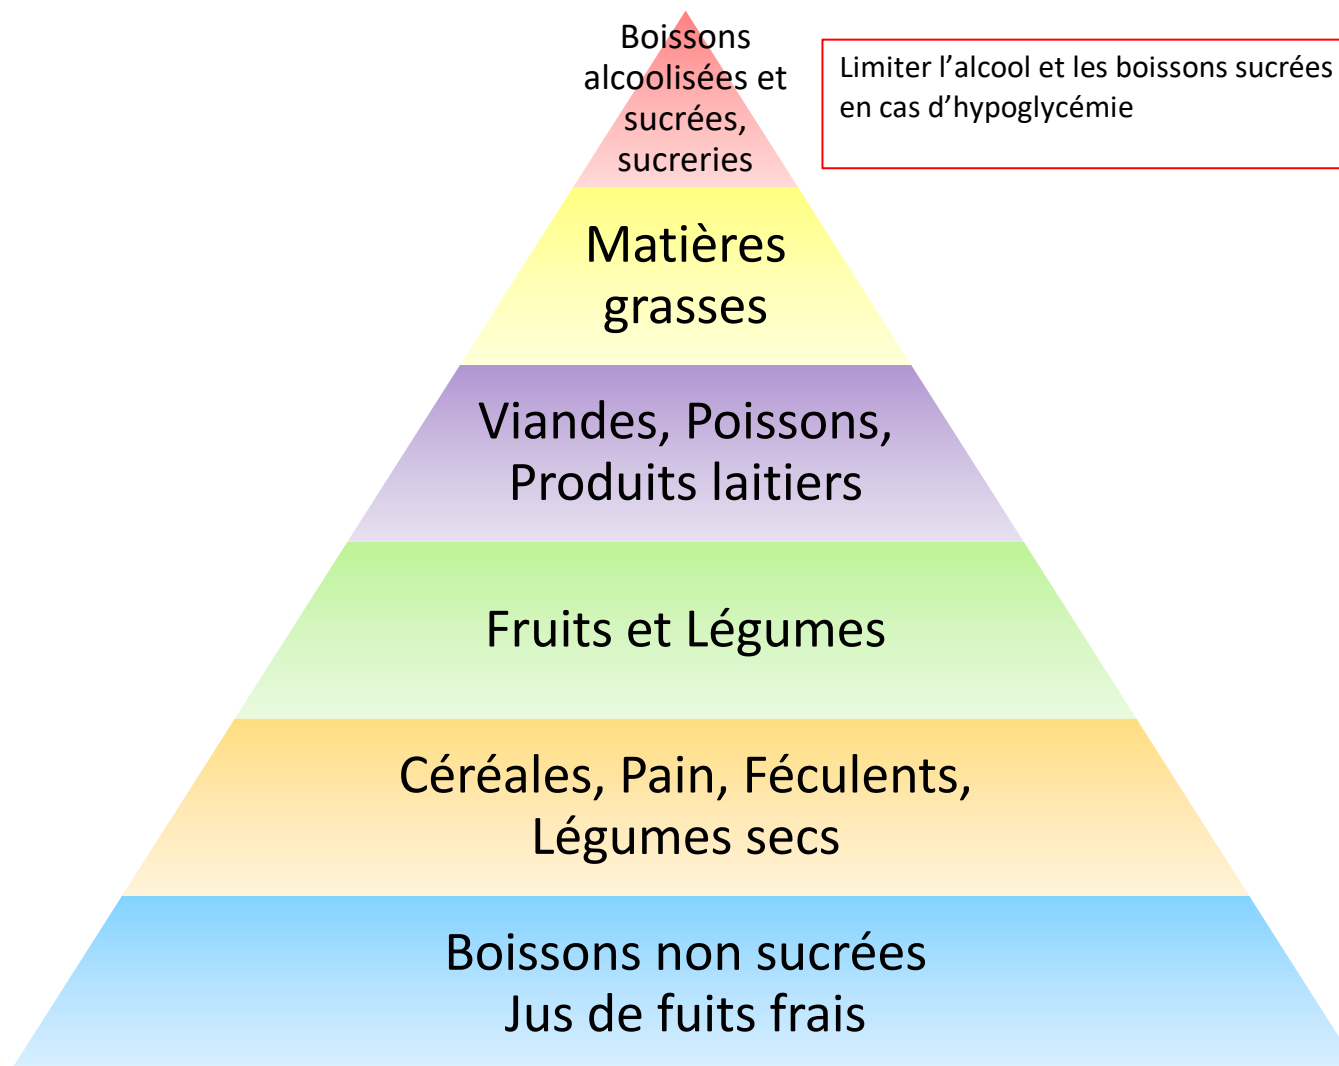 Boissons
alcoolisées et
sucrées,
sucreries
Limiter l’alcool et les boissons sucrées
en cas d’hypoglycémie
Matières
grasses
Viandes, Poissons,
Produits laitiers
Fruits et Légumes
Céréales, Pain, Féculents,
Légumes secs
Boissons non sucrées
Jus de fuits frais